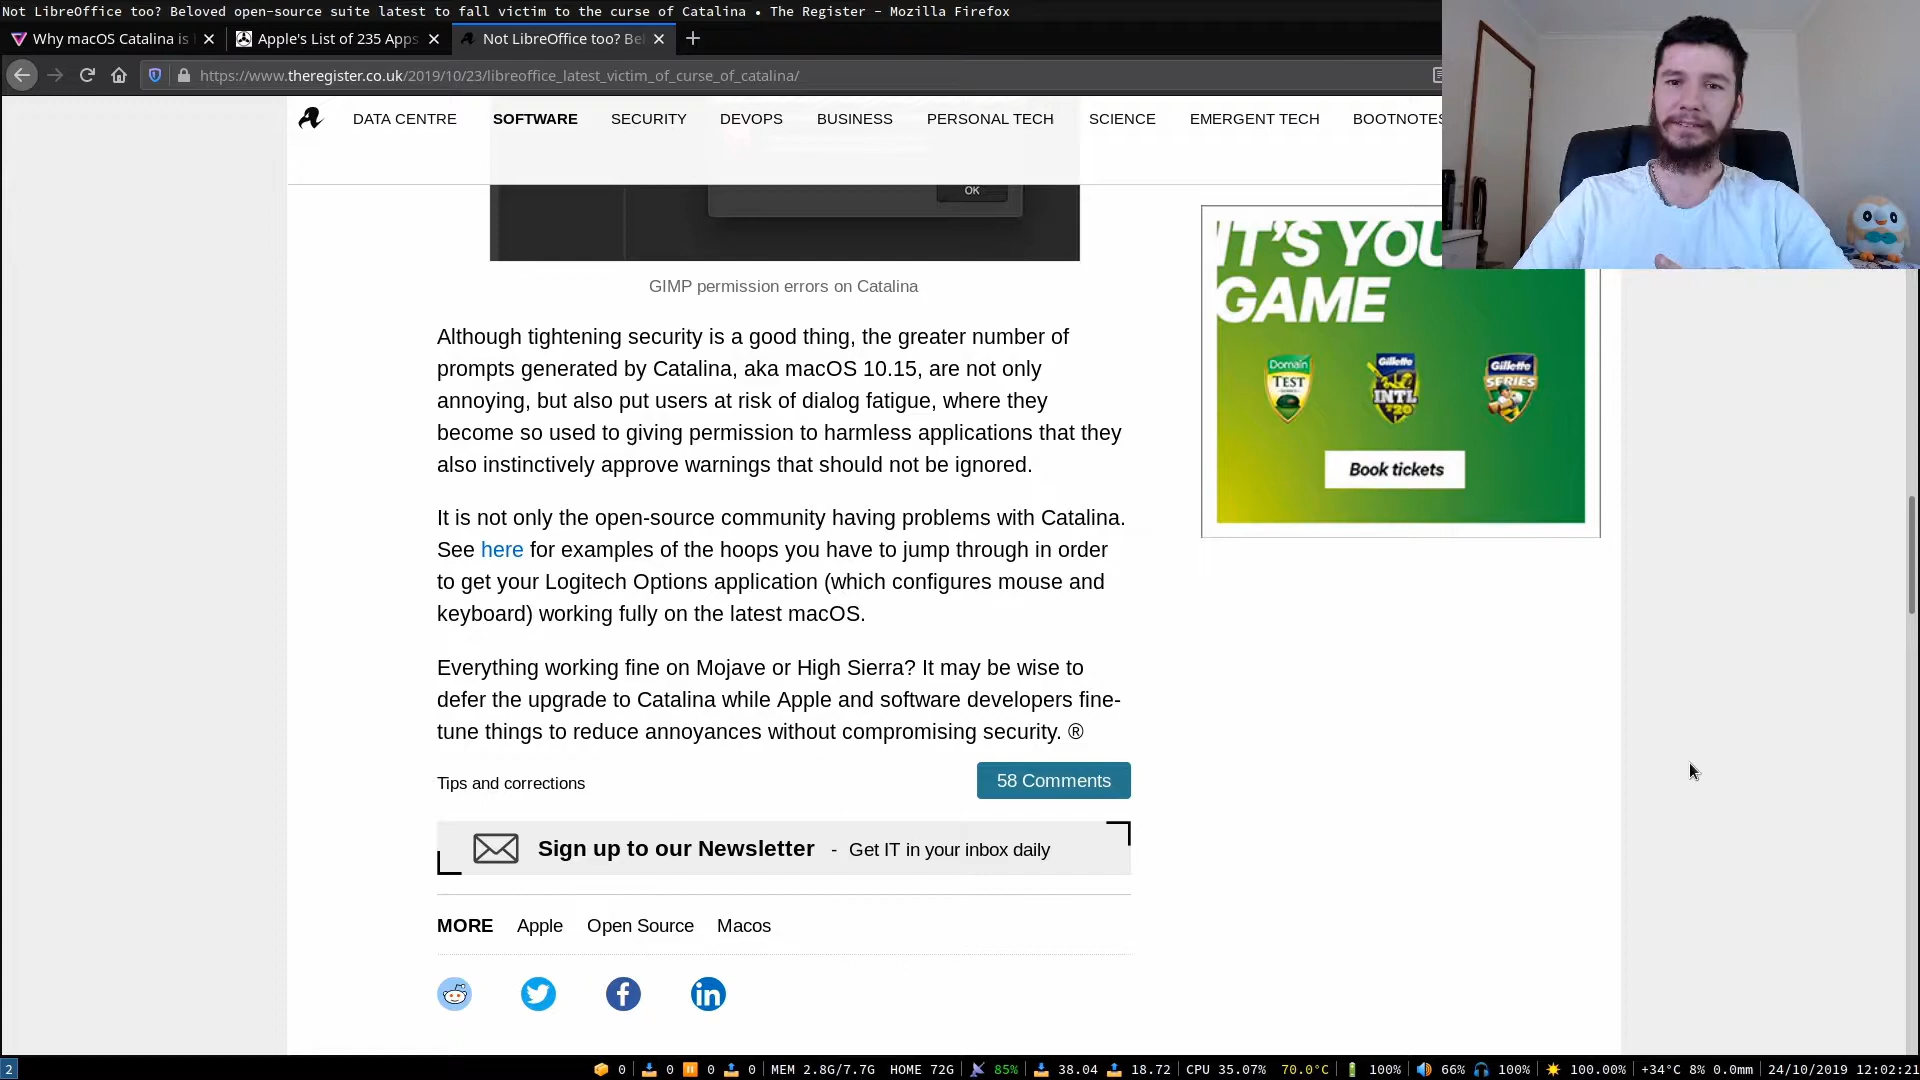 Not LibreOffice too? Beloved open-source suite latest to fall victim to the curse of Catalina • The Register - Mozilla Firefox
Why macOS Catalina is
Apple's List of 235 Apps
Not LibreOffice too? Bel
https://www.theregister.co.uk/2019/10/23/libreoffice_latest_victim_of_curse_of_catalina/
DATA CENTRE SOFTWARE SECURITY DEVOPS BUSINESS PERSONAL TECH SCIENCE EMERGENT TECH BOOTNOTES
OK
GIMP permission errors on Catalina
Although tightening security is a good thing, the greater number of
prompts generated by Catalina, aka macOS 10.15, are not only
annoying, but also put users at risk of dialog fatigue, where they
become so used to giving permission to harmless applications that they
also instinctively approve warnings that should not be ignored.
It is not only the open-source community having problems with Catalina.
See here for examples of the hoops you have to jump through in order
to get your Logitech Options application (which configures mouse and
keyboard) working fully on the latest macOS.
Everything working fine on Mojave or High Sierra? It may be wise to
defer the upgrade to Catalina while Apple and software developers fine-
tune things to reduce annoyances without compromising security. ®
Tips and corrections
58 Comments
Sign up to our Newsletter - Get IT in your inbox daily
MORE Apple Open Source Macos
IT'S YOU
GAME
Domain
TEST
Gillette
INTL
T20
Gillette
SERIES
Book tickets
2
0 0 0 0 MEM 2.8G/7.7G HOME 72G 85% 38.04 18.72 CPU 35.07% 70.0°C 100% 66% 100% 100.00% +34°C 8% 0.0mm 24/10/2019 12:02:21